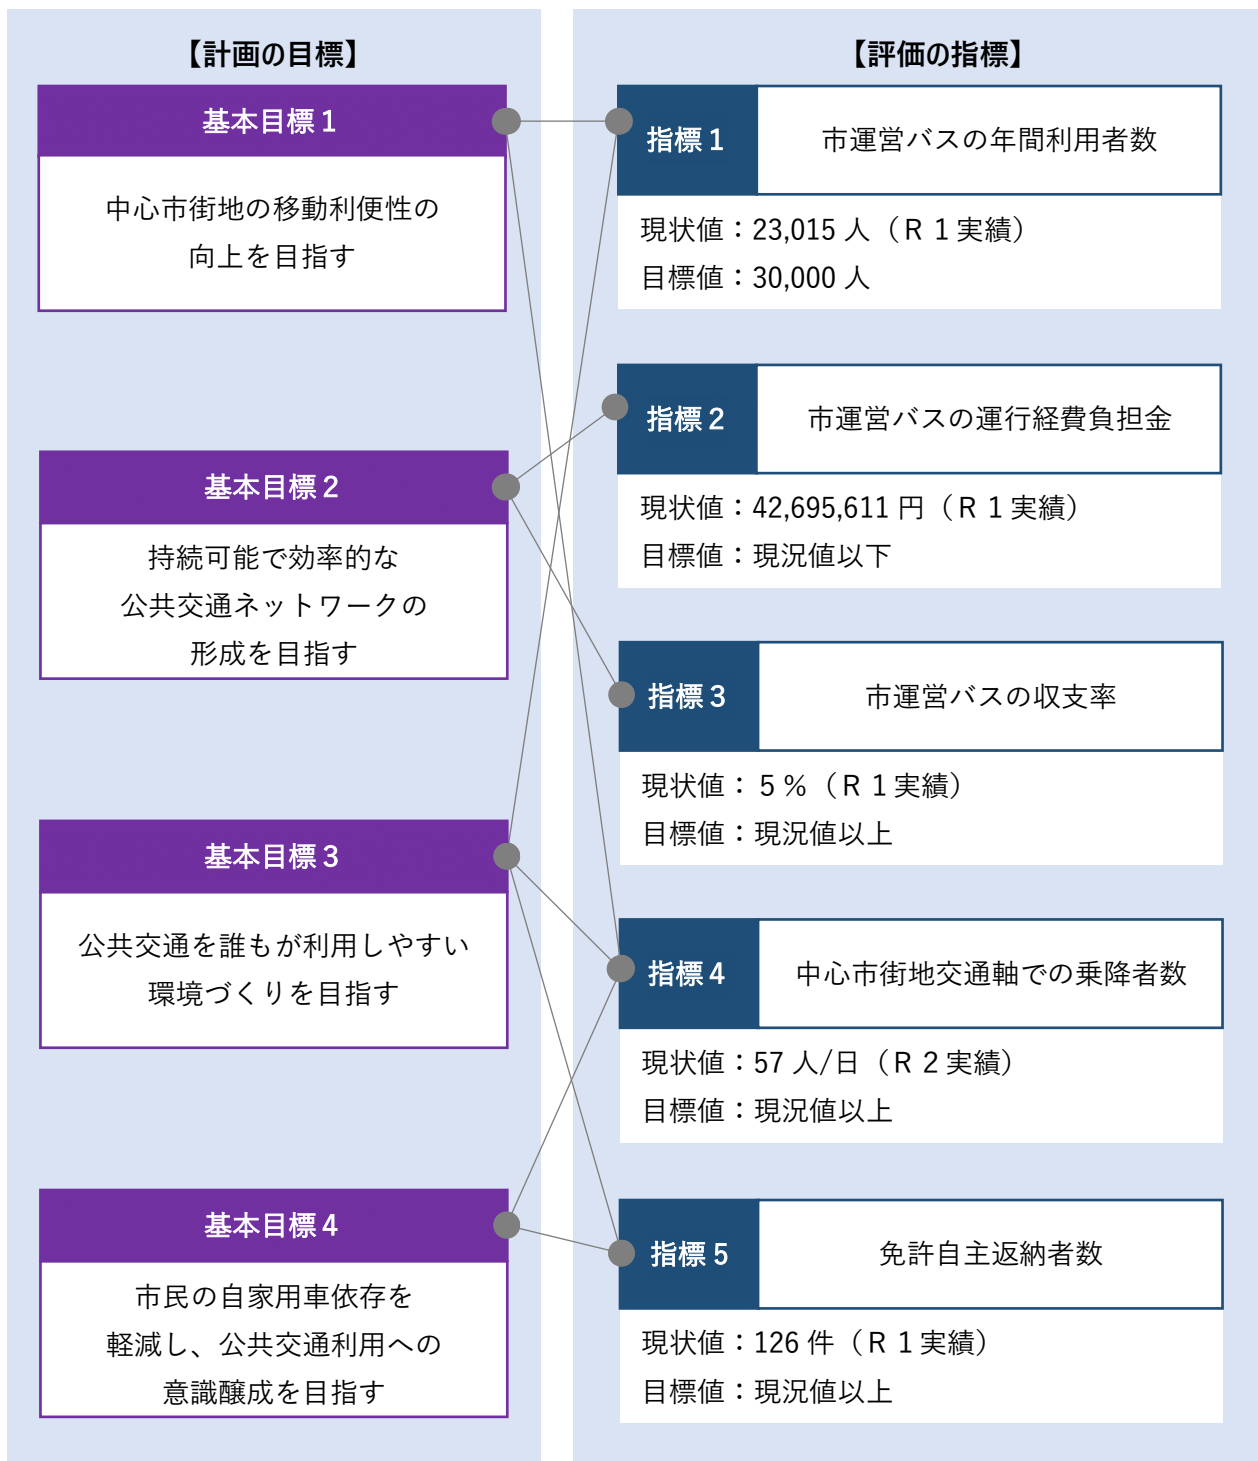 【計画の目標】
基本目標1
中心市街地の移動利便性の
向上を目指す
基本目標2
持続可能で効率的な
公共交通ネットワークの
形成を目指す
基本目標3
公共交通を誰もが利用しやすい
環境づくりを目指す
基本目標4
市民の自家用車依存を
軽減し、公共交通利用への
意識醸成を目指す
【評価の指標】
指標1
市運営バスの年間利用者数
現状値：23,015 人（Ｒ１実績）
目標値：30,000 人
指標2
市運営バスの運行経費負担金
現状値：42,695,611 円（Ｒ１実績）
目標値：現況値以下
指標3
市運営バスの収支率
現状値：５％（Ｒ１実績）
目標値：現況値以上
指標4
中心市街地交通軸での乗降者数
現状値：57 人/日（Ｒ２実績）
目標値：現況値以上
指標5
免許自主返納者数
現状値：126 件（Ｒ１実績）
目標値：現況値以上